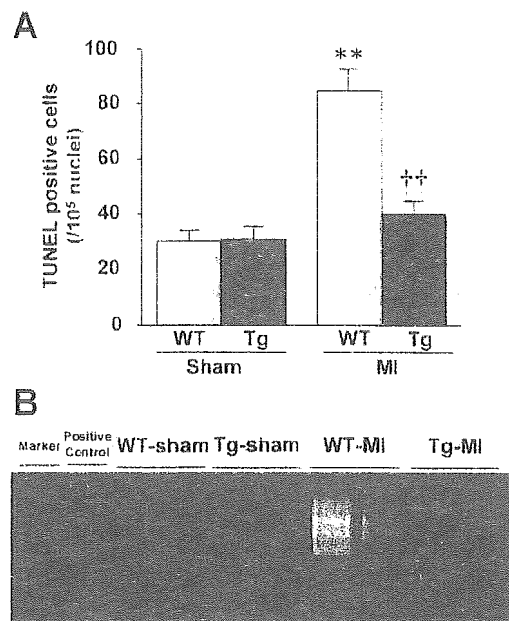 A
TUNEL positive cells
(/10⁵ nuclei)
100
80
60
40
20
0
**
††
WT Tg WT Tg
Sham MI
B
Marker Positive Control WT-sham Tg-sham WT-MI Tg-MI